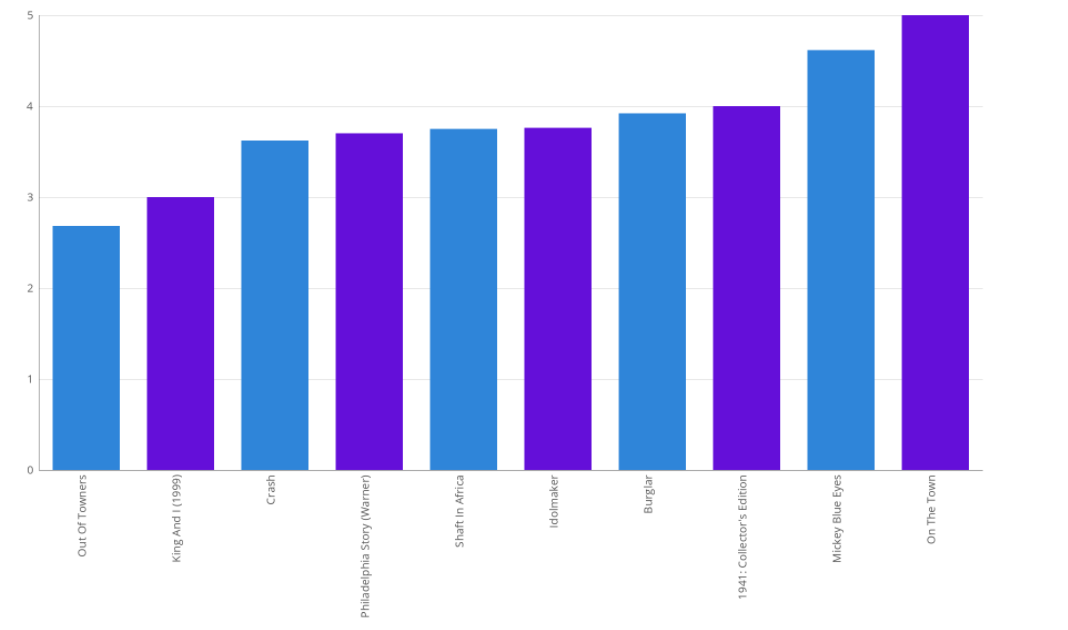 5
4
3
2
1
0
Out Of Towners
King And I (1999)
Crash
Philadelphia Story (Warner)
Shaft In Africa
Idolmaker
Burglar
1941: Collector's Edition
Mickey Blue Eyes
On The Town